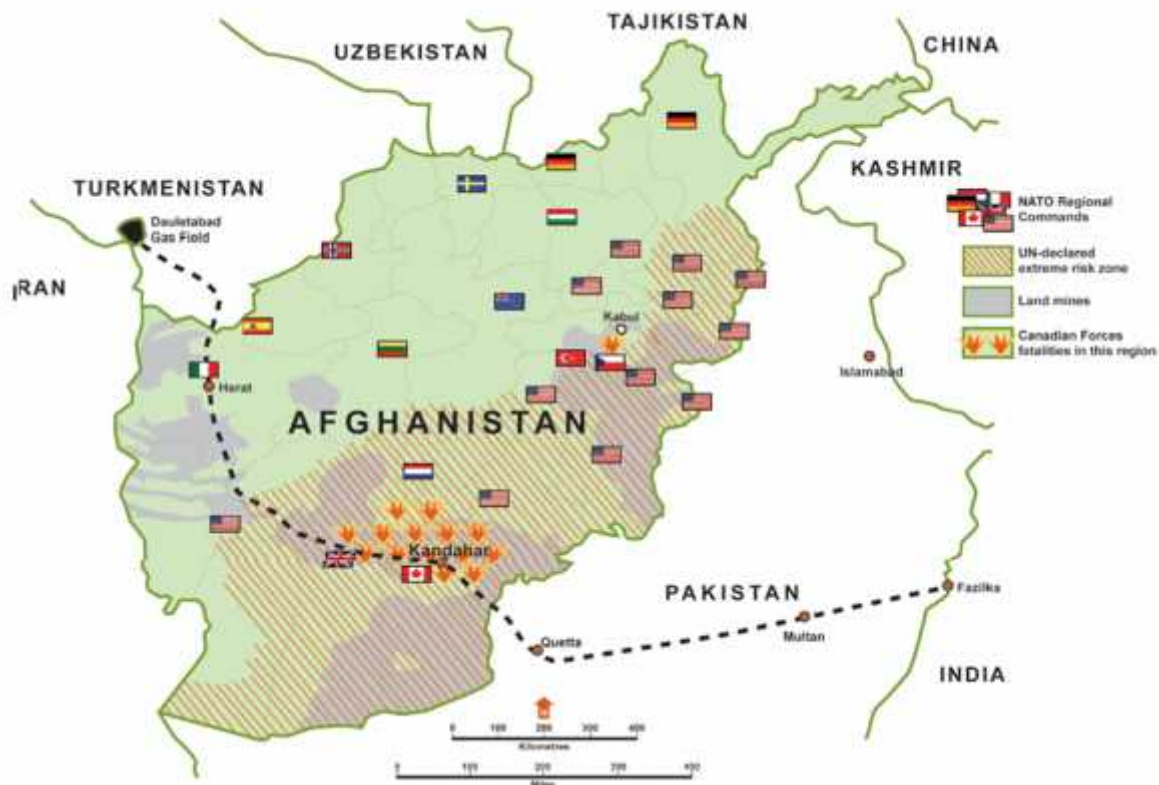 TAJIKISTAN
UZBEKISTAN
CHINA
KASHMIR
TURKMENISTAN
Dauletabad
Gas Field
IRAN
NATO Regional
Commands
UN-declared
extreme risk zone
Land mines
Canadian Forces
fatalities in this region
Kabul
Islamabad
Herat
AFGHANISTAN
Kandahar
PAKISTAN
Fazilka
Multan
Quetta
INDIA
0 100 200 300 400
Kilometres
0 100 200 300 400
Miles